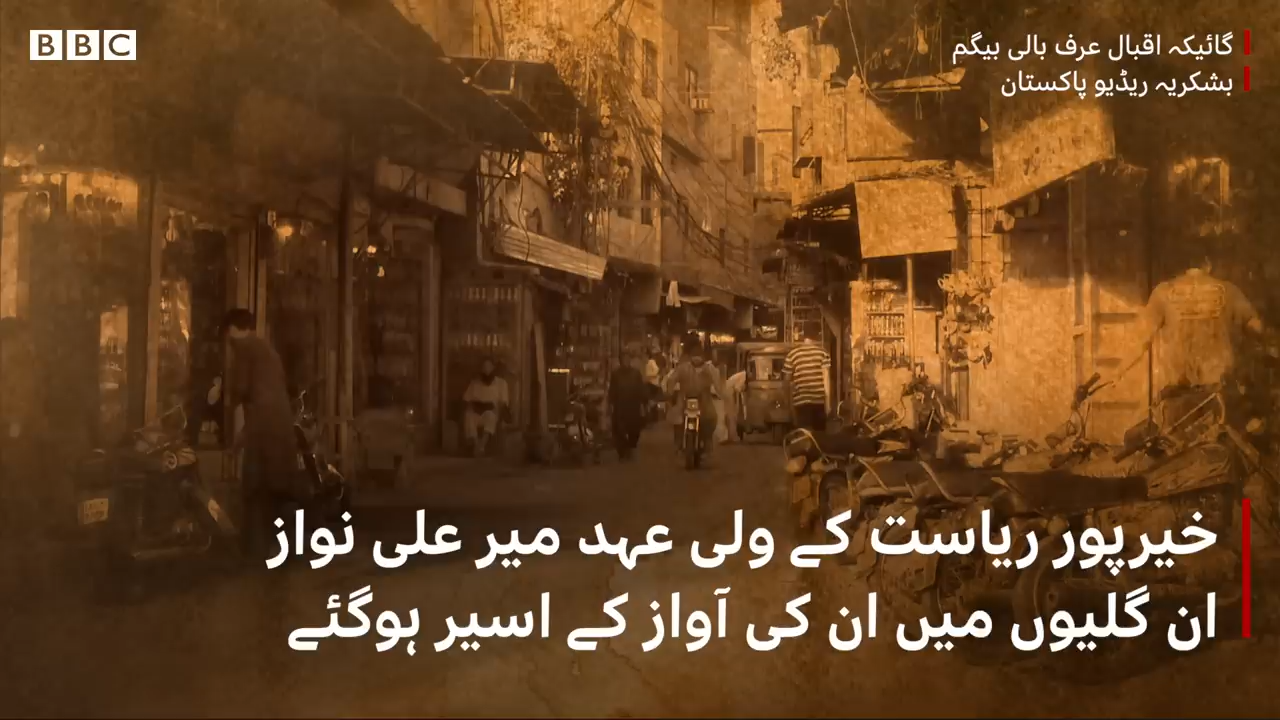 BBC
گائیکہ اقبال عرف بالی بیگم
بشکریہ ریڈیو پاکستان
خیرپور ریاست کے ولی عہد میر علی نواز
ان گلیوں میں ان کی آواز کے اسیر ہوگئے